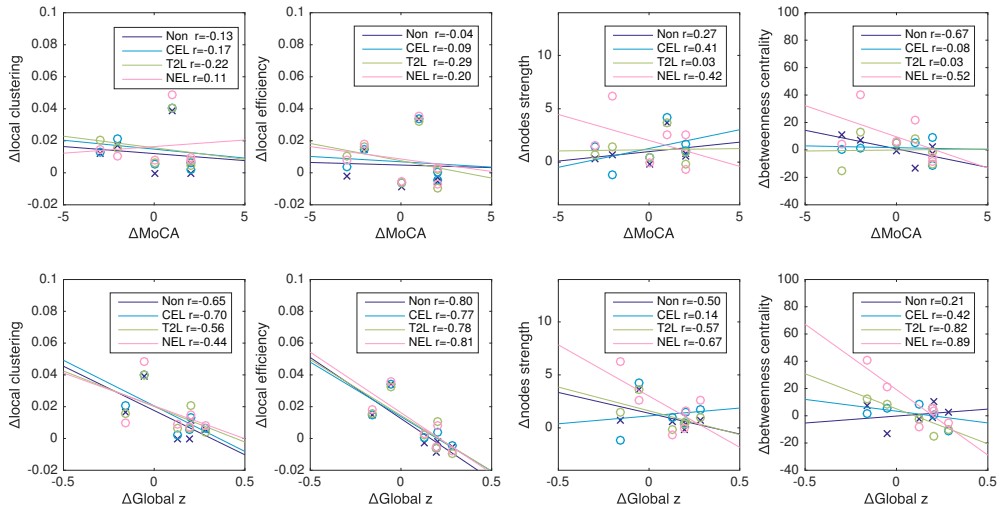 Δlocal clustering
0.1
0.08
0.06
0.04
0.02
0
-0.02
-5
0
5
ΔMoCA
Non r=-0.13
CEL r=-0.17
T2L r=-0.22
NEL r=0.11
Δlocal efficiency
0.1
0.08
0.06
0.04
0.02
0
-0.02
-5
0
5
ΔMoCA
Non r=-0.04
CEL r=-0.09
T2L r=-0.29
NEL r=-0.20
Δnodes strength
10
5
0
-5
0
5
ΔMoCA
Non r=0.27
CEL r=0.41
T2L r=0.03
NEL r=-0.42
Δbetwenness centrality
100
80
60
40
20
0
-20
-40
-5
0
5
ΔMoCA
Non r=-0.67
CEL r=-0.08
T2L r=0.03
NEL r=-0.52
Δlocal clustering
0.1
0.08
0.06
0.04
0.02
0
-0.02
-0.5
0
0.5
ΔGlobal z
Non r=-0.65
CEL r=-0.70
T2L r=-0.56
NEL r=-0.44
Δlocal efficiency
0.1
0.08
0.06
0.04
0.02
0
-0.02
-0.5
0
0.5
ΔGlobal z
Non r=-0.80
CEL r=-0.77
T2L r=-0.78
NEL r=-0.81
Δnodes strength
10
5
0
-0.5
0
0.5
ΔGlobal z
Non r=-0.50
CEL r=0.14
T2L r=-0.57
NEL r=-0.67
Δbetwenness centrality
100
80
60
40
20
0
-20
-40
-0.5
0
0.5
ΔGlobal z
Non r=0.21
CEL r=-0.42
T2L r=-0.82
NEL r=-0.89